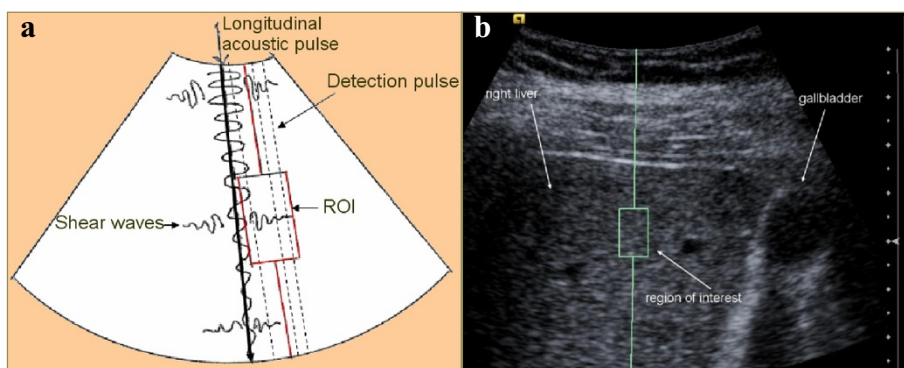 a
Longitudinal
acoustic pulse
Detection pulse
ROI
Shear waves
b
right liver
gallbladder
region of interest